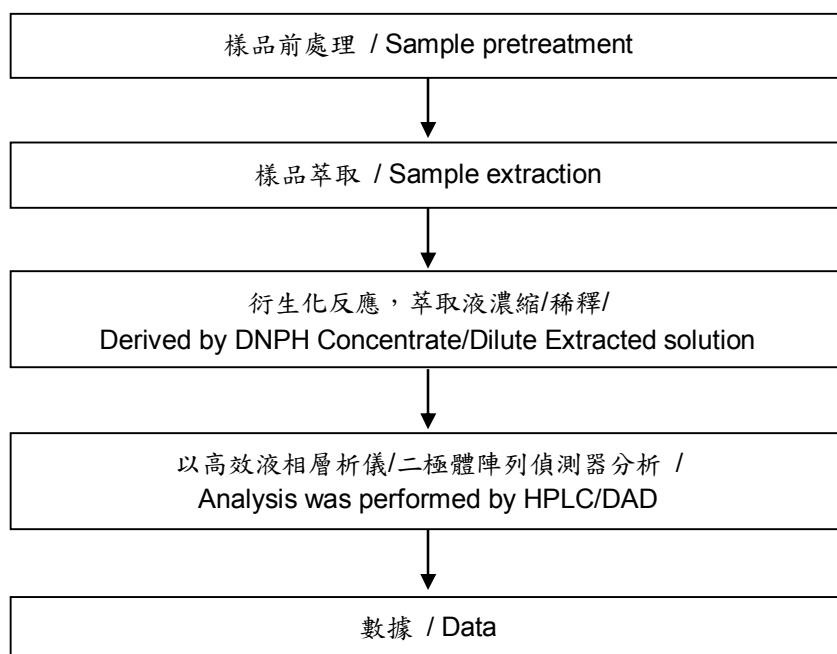 樣品前處理 / Sample pretreatment
樣品萃取 / Sample extraction
衍生化反應，萃取液濃縮/稀釋/
Derived by DNPH Concentrate/Dilute Extracted solution
以高效液相層析儀/二極體陣列偵測器分析 /
Analysis was performed by HPLC/DAD
數據 / Data